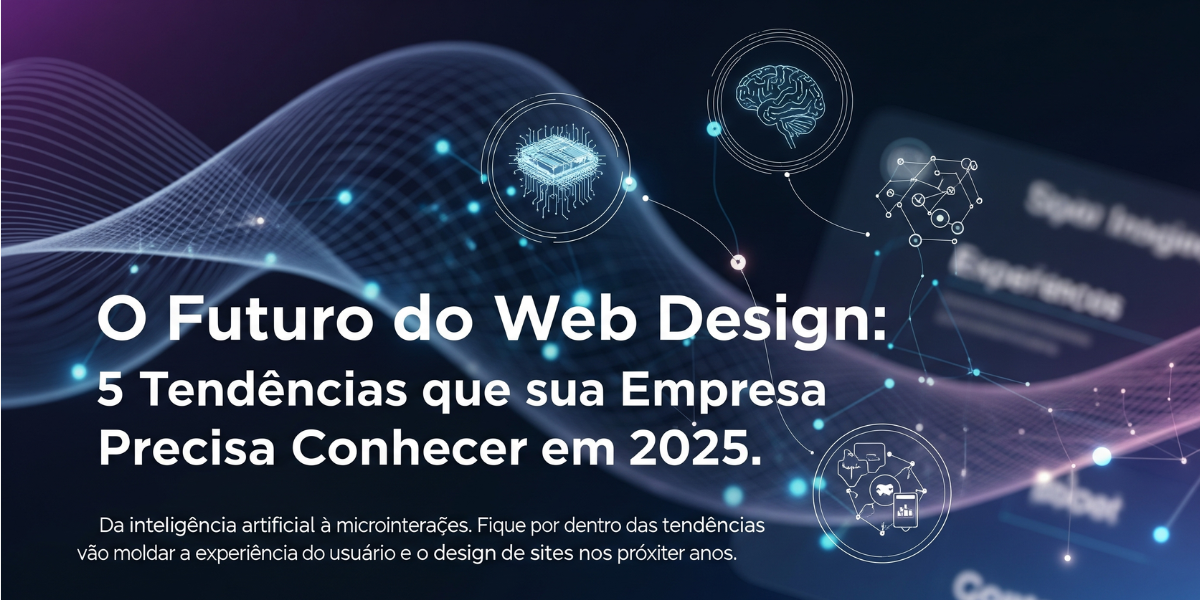 O Futuro do Web Design:
5 Tendências que sua Empresa
Precisa Conhecer em 2025.
Da inteligência artificial à microinteraçes. Fique por dentro das tendências
vão moldar a experiência do usuário e o design de sites nos próxiter anos.